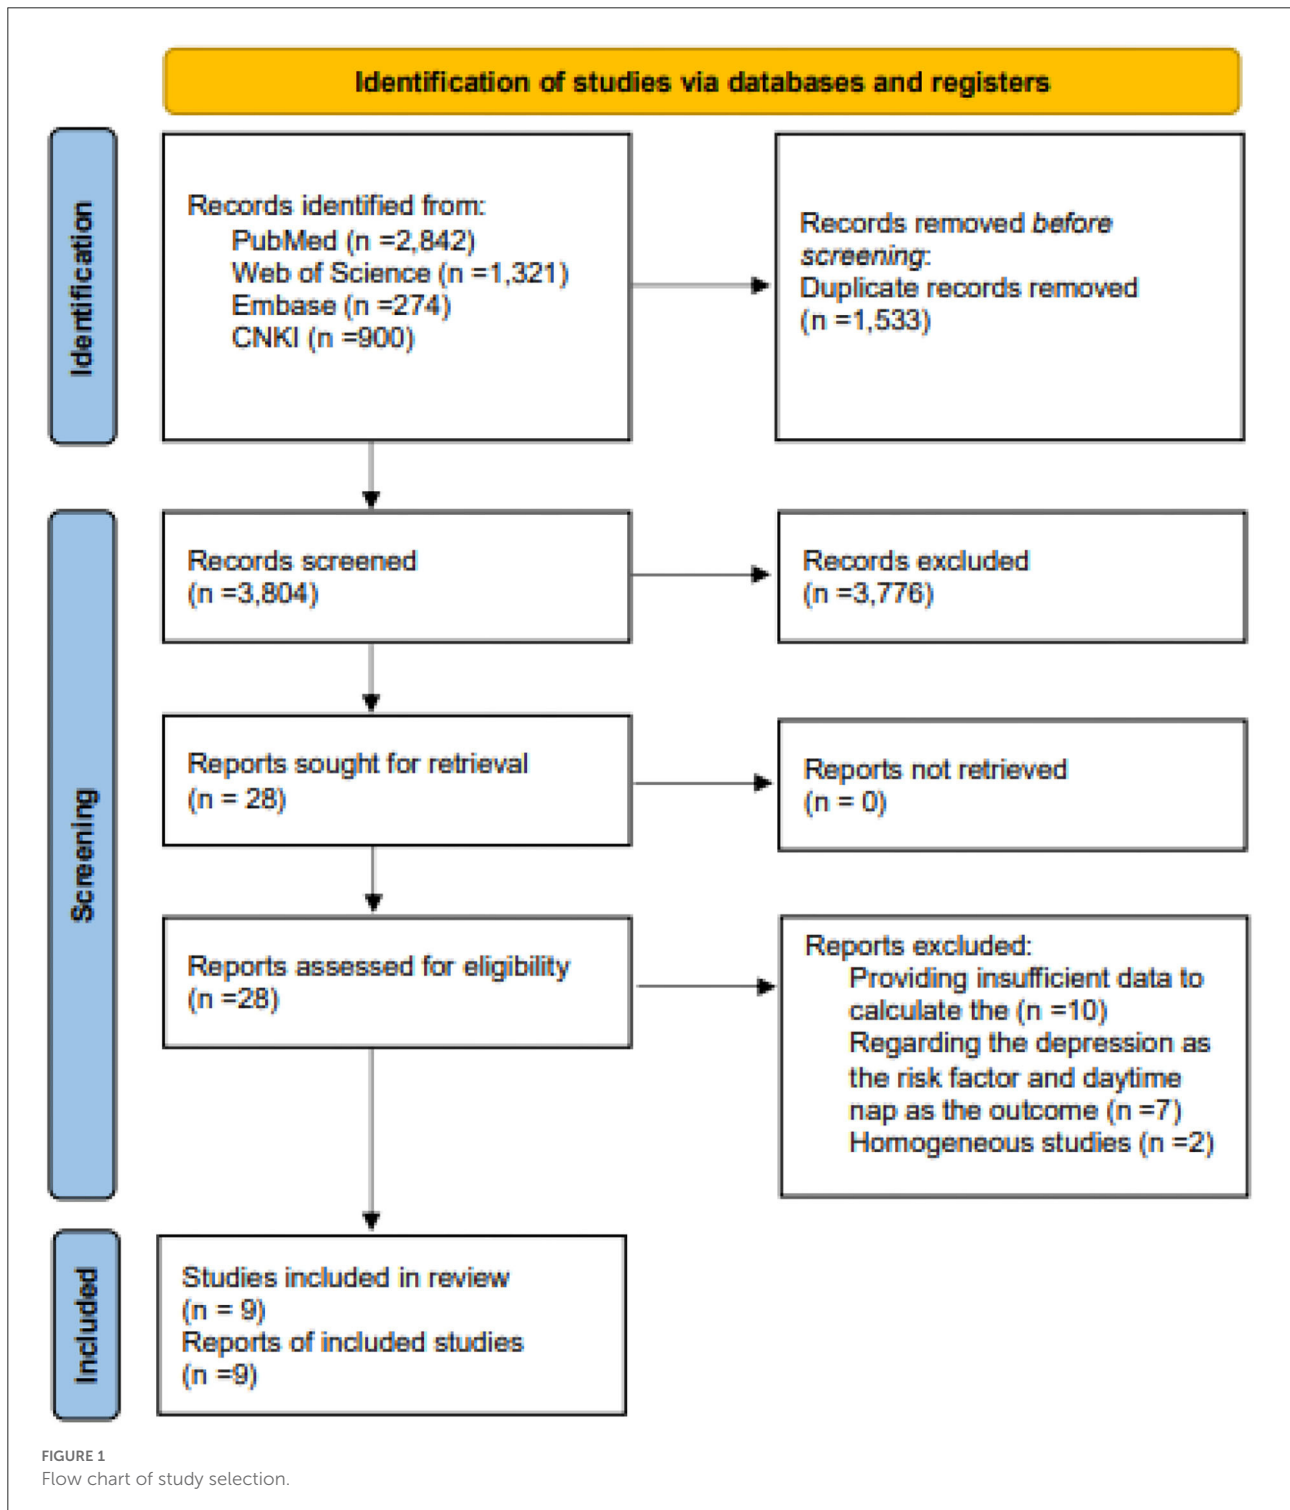 Identification of studies via databases and registers
Identification
Records identified from:
PubMed (n =2,842)
Web of Science (n =1,321)
Embase (n =274)
CNKI (n =900)
Records removed before
screening:
Duplicate records removed
(n =1,533)
Screening
Records screened
(n =3,804)
Records excluded
(n =3,776)
Reports sought for retrieval
(n = 28)
Reports not retrieved
(n = 0)
Reports assessed for eligibility
(n =28)
Reports excluded:
Providing insufficient data to
calculate the (n =10)
Regarding the depression as
the risk factor and daytime
nap as the outcome (n =7)
Homogeneous studies (n =2)
Included
Studies included in review
(n = 9)
Reports of included studies
(n =9)
FIGURE 1
Flow chart of study selection.